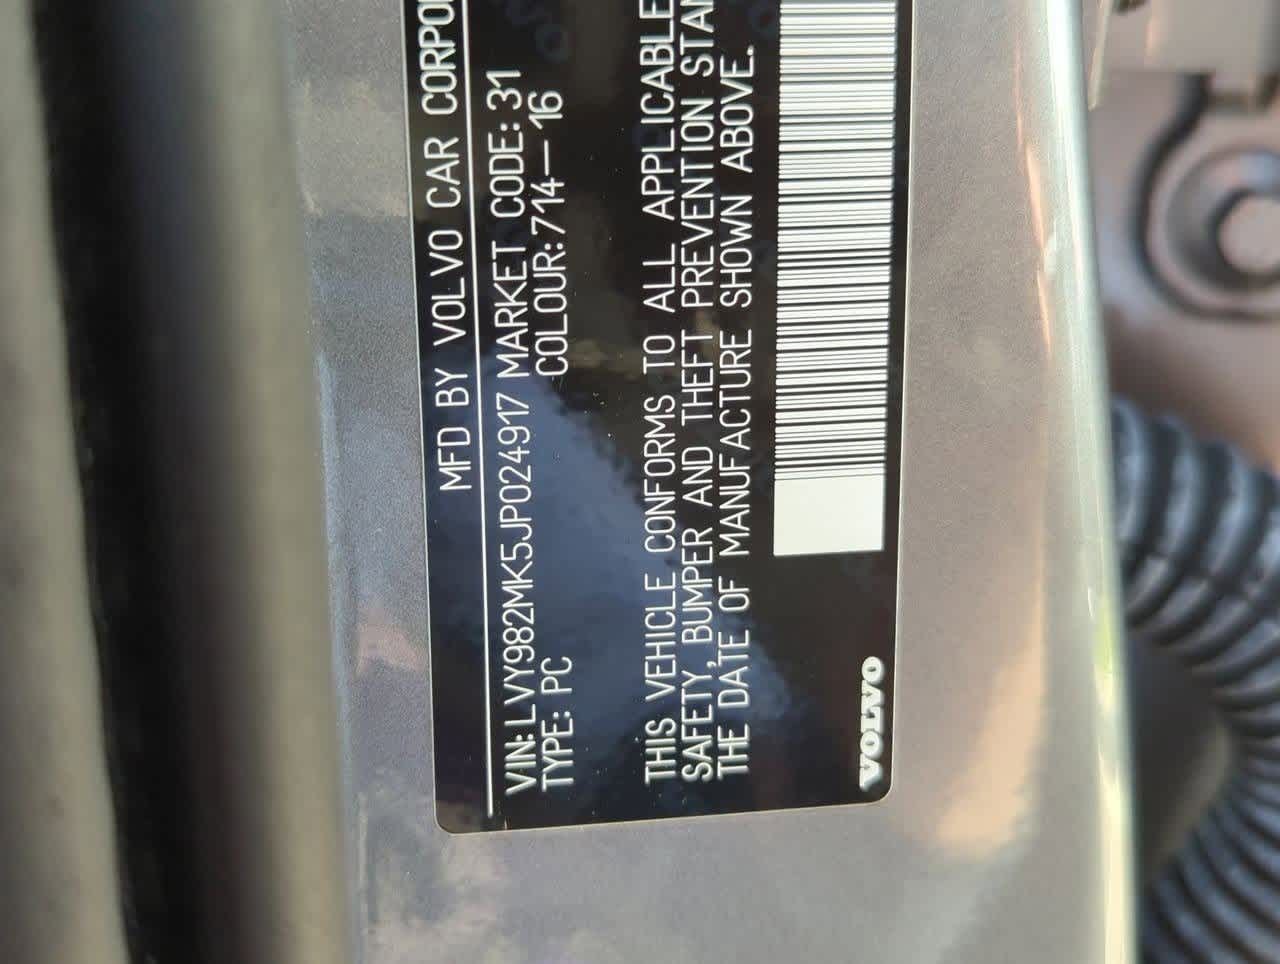 MFD BY VOLVO CAR CORPO
VIN: LVY982MK5JP024917 MARKET CODE: 31
TYPE: PC COLOUR: 714-16
THIS VEHICLE CONFORMS TO ALL APPLICABLE
SAFETY, BUMPER AND THEFT PREVENTION STA
THE DATE OF MANUFACTURE SHOWN ABOVE.
VOLVO